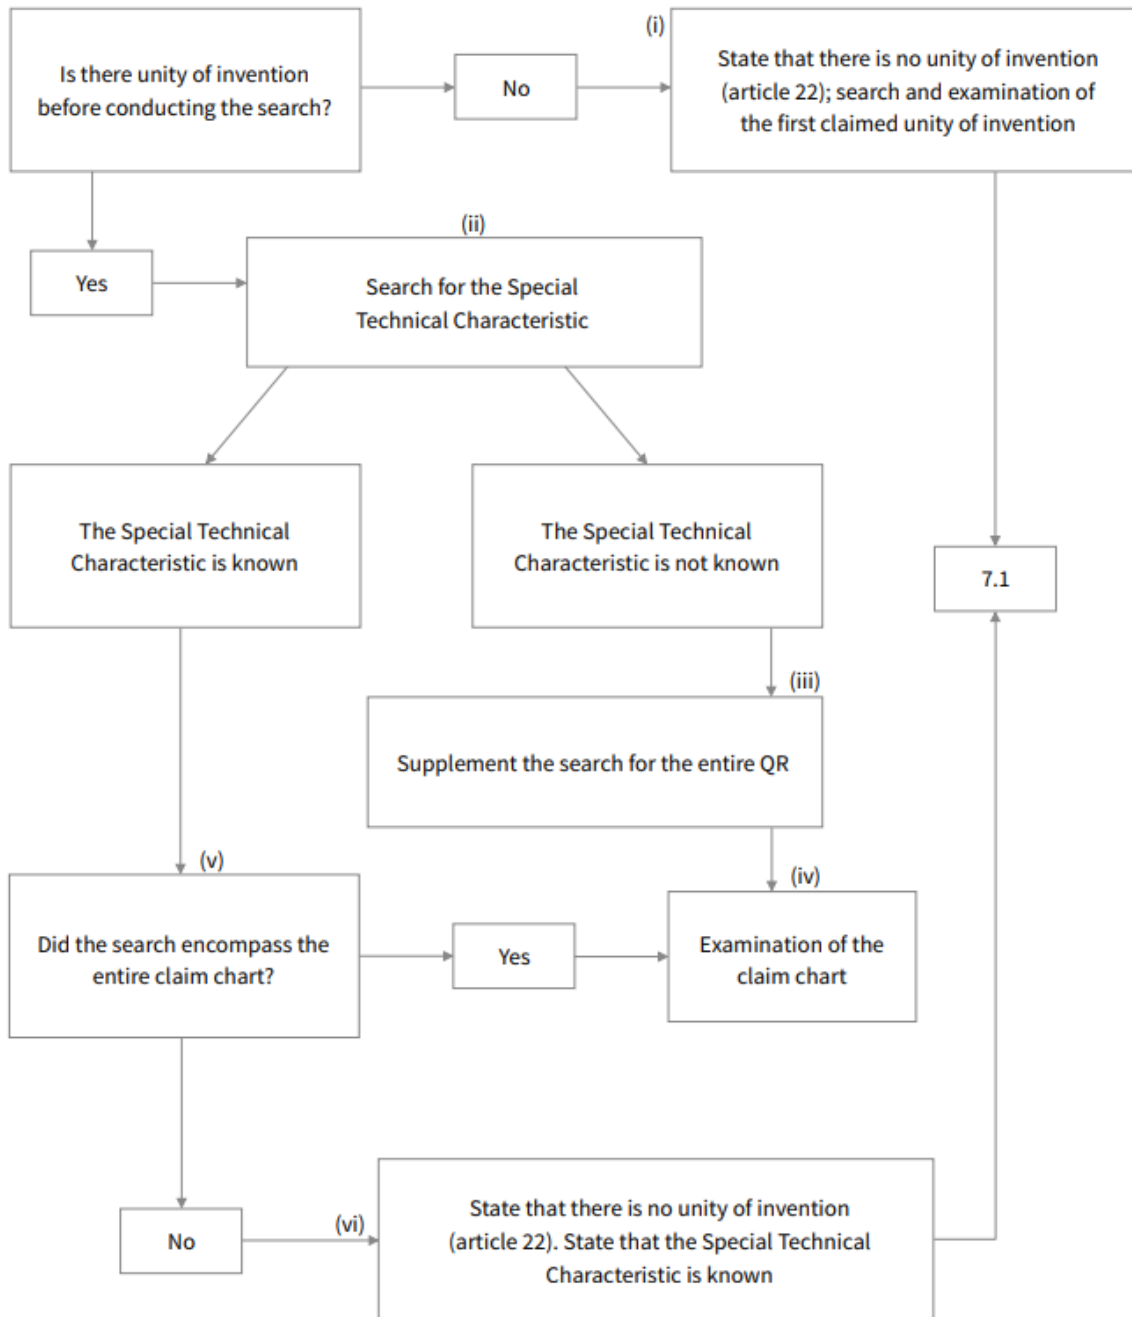 Is there unity of invention
before conducting the search?
No
(i)
State that there is no unity of invention
(article 22); search and examination of
the first claimed unity of invention
Yes
(ii)
Search for the Special
Technical Characteristic
The Special Technical
Characteristic is known
The Special Technical
Characteristic is not known
7.1
(iii)
Supplement the search for the entire QR
(v)
Did the search encompass the
entire claim chart?
Yes
(iv)
Examination of the
claim chart
No
(vi)
State that there is no unity of invention
(article 22). State that the Special Technical
Characteristic is known